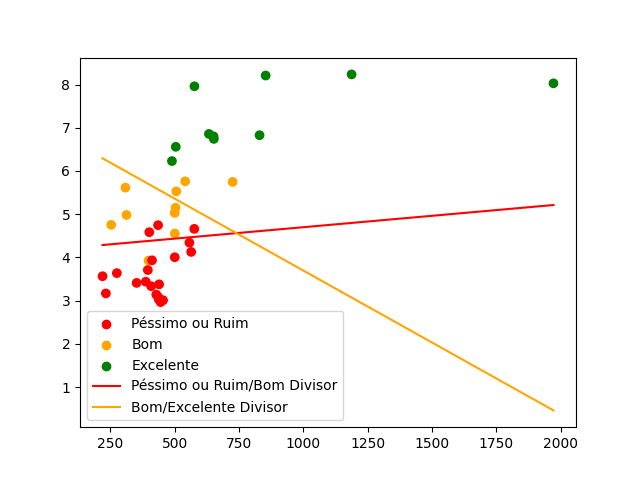 8
7
6
5
4
3
2
1
Péssimo ou Ruim
Bom
Excelente
Péssimo ou Ruim/Bom Divisor
Bom/Excelente Divisor
250 500 750 1000 1250 1500 1750 2000